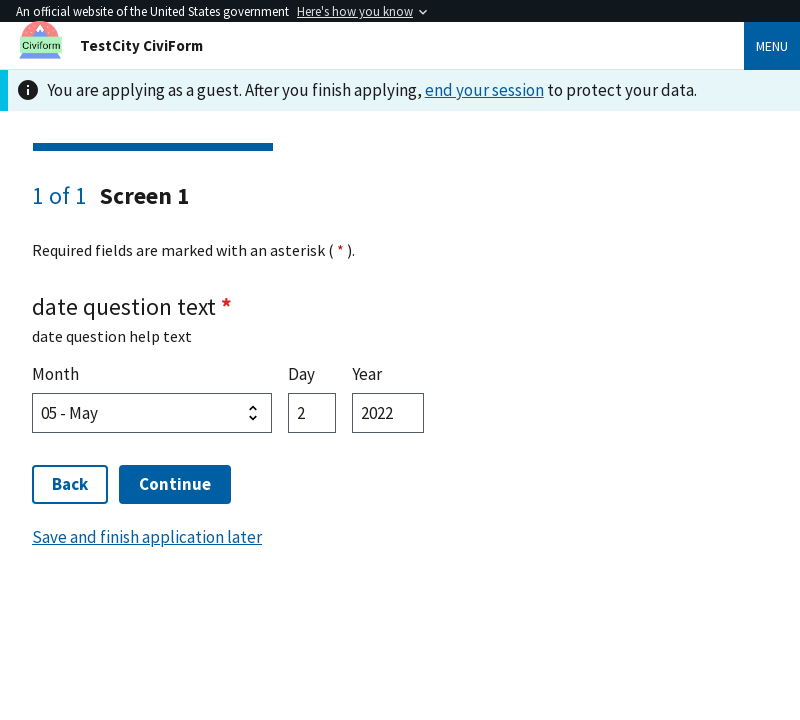 An official website of the United States government Here's how you know
Civiform
TestCity CiviForm
MENU
You are applying as a guest. After you finish applying, end your session to protect your data.
1 of 1 Screen 1
Required fields are marked with an asterisk ( * ).
date question text *
date question help text
Month Day Year
05 - May 2 2022
Back Continue
Save and finish application later